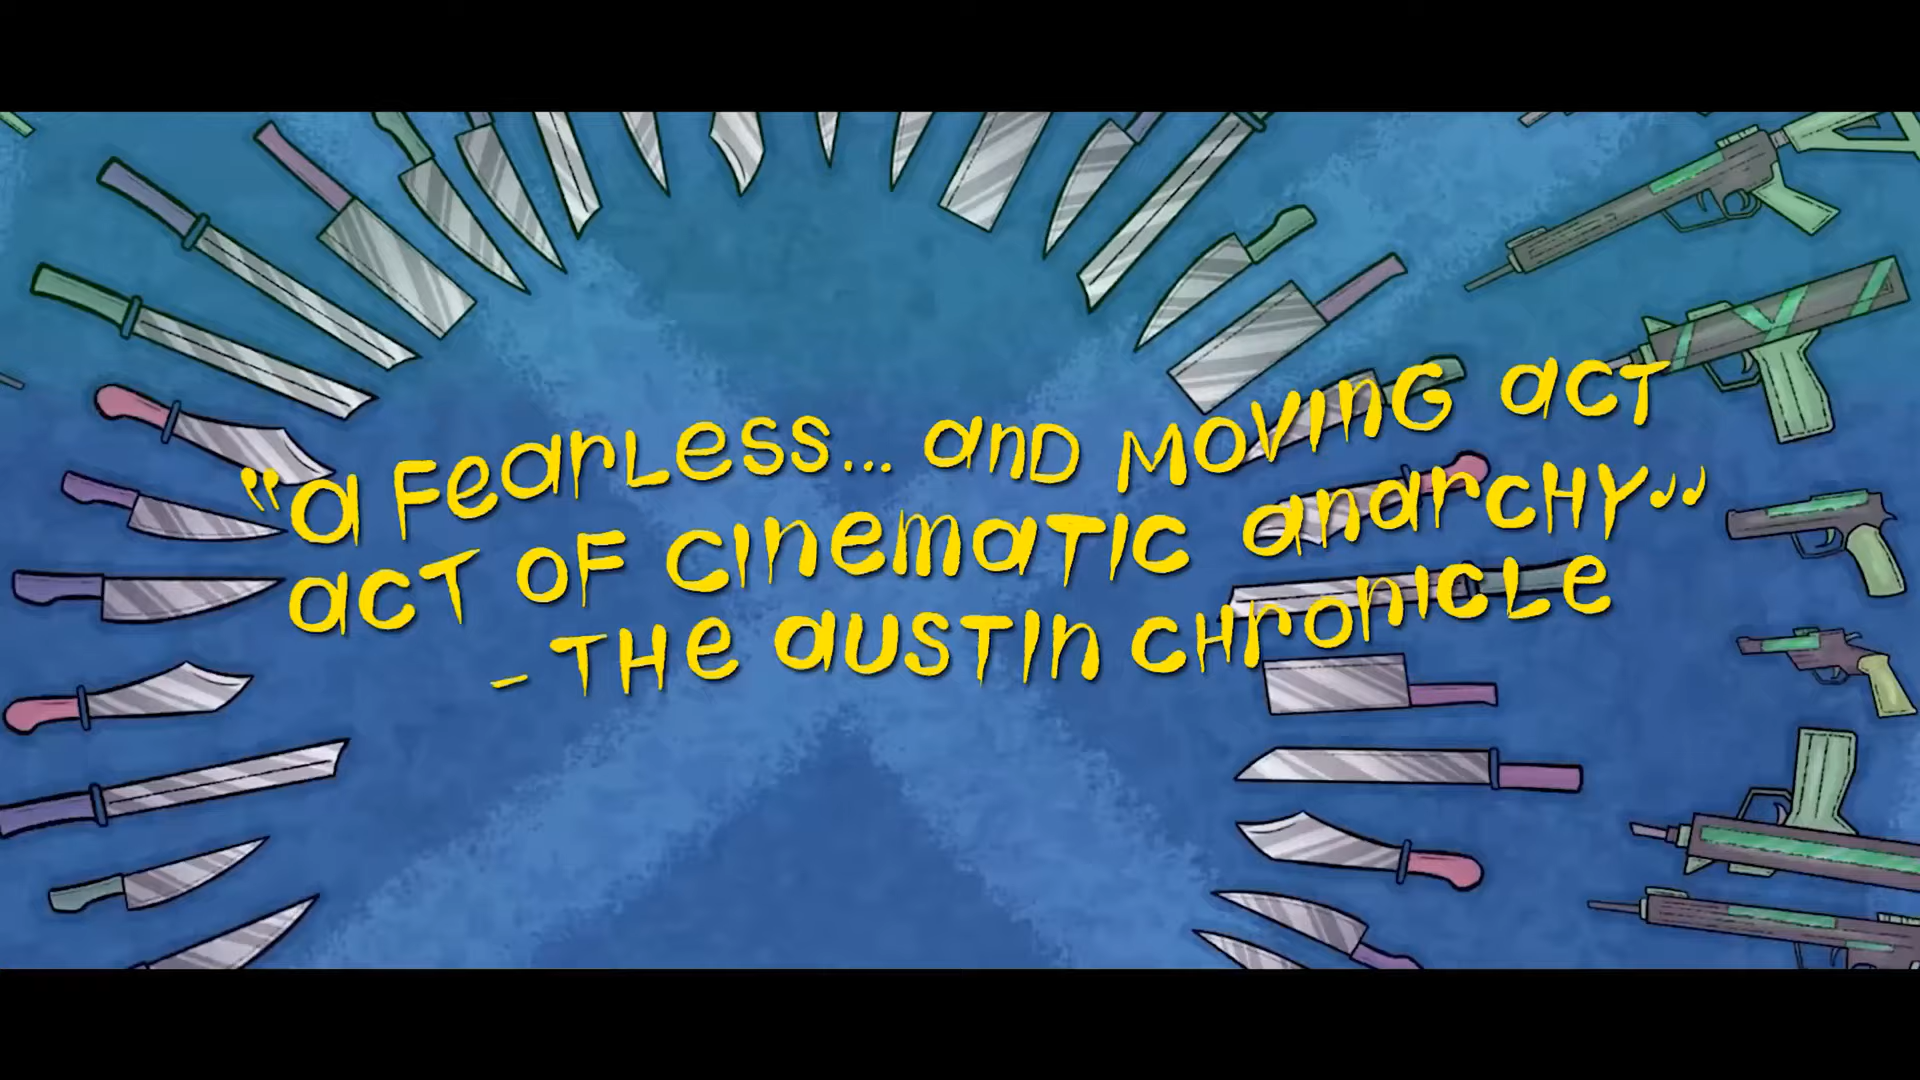 "a fearless... and moving act
act of cinematic anarchy"
- The Austin Chronicle